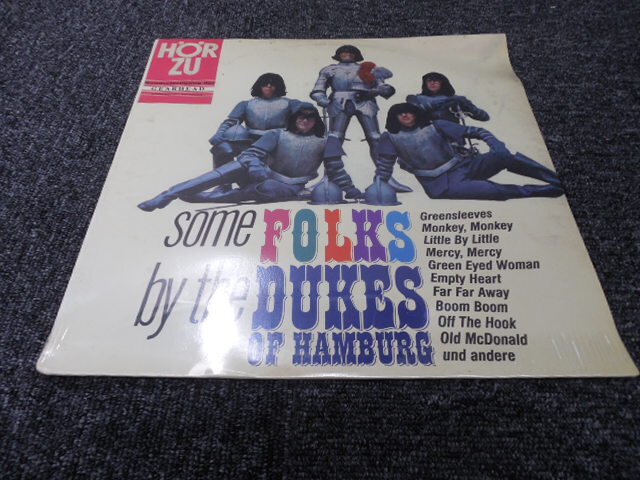 HÖR
ZU
GEARHEAD
some FOLKS
by the DUKES
OF HAMBURG
Greensleeves
Monkey, Monkey
Little By Little
Mercy, Mercy
Green Eyed Woman
Empty Heart
Far Far Away
Boom Boom
Off The Hook
Old McDonald
und andere